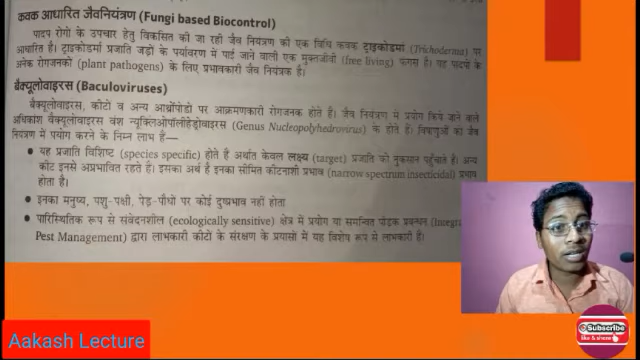 कवक आधारित जैवनियंत्रण (Fungi based Biocontrol)
पादप रोगों के उपचार हेतु विकसित की जा रही जैव नियंत्रण की एक विधि कवक ट्राइकोडर्मा (Trichoderma) पर
आधारित है। ट्राइकोडर्मा प्रजाति जड़ों के पर्यावरण में पाई जाने वाली एक मुक्तजीवी (free living) फंगस है। यह पादपों के
अनेक रोगजनकों (plant pathogens) के लिए प्रभावकारी जैव नियंत्रक है।
बैक्यूलोवाइरस (Baculoviruses)
बैक्यूलोवाइरस, कीटों व अन्य आर्थ्रोपोडों पर आक्रमणकारी रोगजनक होते हैं। जैव नियंत्रण में प्रयोग किये जाने वाले
अधिकांश बैक्यूलोवाइरस वंश न्यूक्लिओपॉलीहेड्रोवाइरस (Genus Nucleopolyhedrovirus) के होते हैं। विषाणुओं को जैव
नियंत्रण में प्रयोग करने के निम्न लाभ हैं—
• यह प्रजाति विशिष्ट (species specific) होते हैं अर्थात केवल लक्ष्य (target) प्रजाति को नुकसान पहुँचाते हैं। अन्य
कीट इनसे अप्रभावित रहते हैं। इसका अर्थ है इनका सीमित कीटनाशी प्रभाव (narrow spectrum insecticidal) प्रभाव
होता है।
• इनका मनुष्य, पशु-पक्षी, पेड़-पौधों पर कोई दुष्प्रभाव नहीं होता
• पारिस्थितिक रूप से संवेदनशील (ecologically sensitive) क्षेत्र में प्रयोग या समन्वित पीड़क प्रबन्धन (Integr
Pest Management) द्वारा लाभकारी कीटों के संरक्षण के प्रयासों में यह विशेष रूप से लाभकारी हैं।
Aakash Lecture
Subscribe
like & share